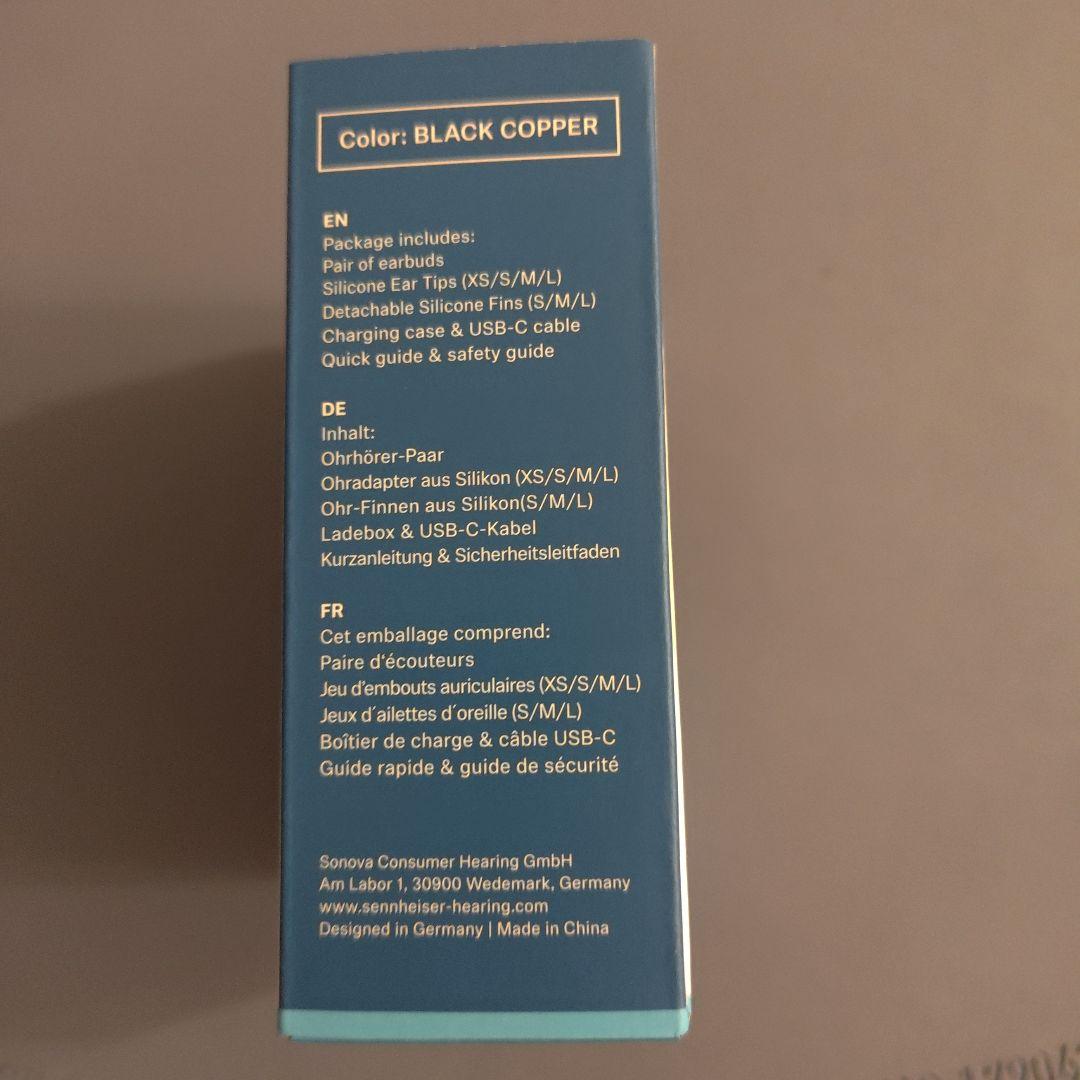 Color: BLACK COPPER
EN
Package includes:
Pair of earbuds
Silicone Ear Tips (XS/S/M/L)
Detachable Silicone Fins (S/M/L)
Charging case & USB-C cable
Quick guide & safety guide
DE
Inhalt:
Ohrhörer-Paar
Ohradapter aus Silikon (XS/S/M/L)
Ohr-Finnen aus Silikon(S/M/L)
Ladebox & USB-C-Kabel
Kurzanleitung & Sicherheitsleitfaden
FR
Cet emballage comprend:
Paire d‘écouteurs
Jeu d’embouts auriculaires (XS/S/M/L)
Jeux d´ailettes d´oreille (S/M/L)
Boîtier de charge & câble USB-C
Guide rapide & guide de sécurité
Sonova Consumer Hearing GmbH
Am Labor 1, 30900 Wedemark, Germany
www.sennheiser-hearing.com
Designed in Germany | Made in China